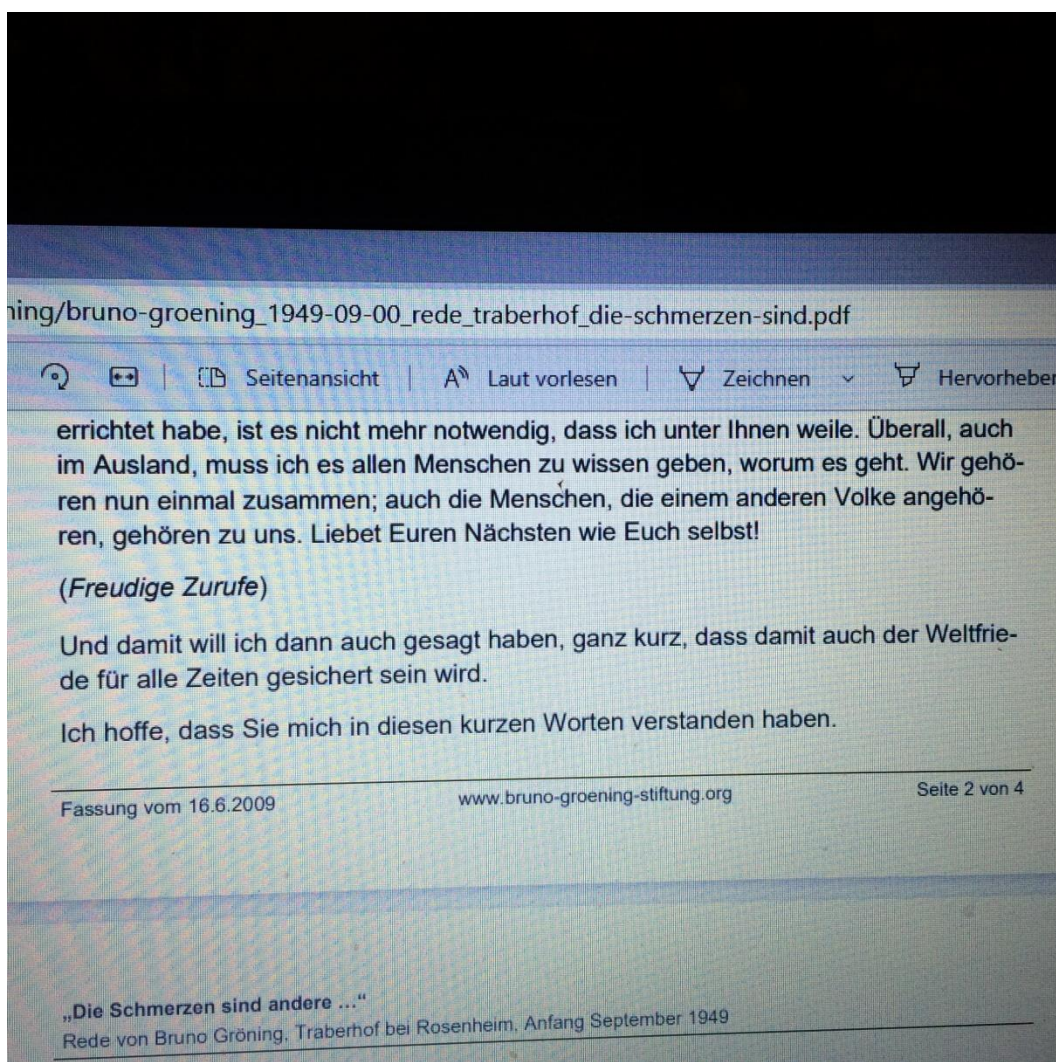 ning/bruno-groening_1949-09-00_rede_traberhof_die-schmerzen-sind.pdf
Seitenansicht | A Laut vorlesen | Zeichnen Hervorheben
errichtet habe, ist es nicht mehr notwendig, dass ich unter Ihnen weile. Überall, auch
im Ausland, muss ich es allen Menschen zu wissen geben, worum es geht. Wir gehö-
ren nun einmal zusammen; auch die Menschen, die einem anderen Volke angehö-
ren, gehören zu uns. Liebet Euren Nächsten wie Euch selbst!
(Freudige Zurufe)
Und damit will ich dann auch gesagt haben, ganz kurz, dass damit auch der Weltfrie-
de für alle Zeiten gesichert sein wird.
Ich hoffe, dass Sie mich in diesen kurzen Worten verstanden haben.
Fassung vom 16.6.2009 www.bruno-groening-stiftung.org Seite 2 von 4
„Die Schmerzen sind andere ...“
Rede von Bruno Gröning, Traberhof bei Rosenheim, Anfang September 1949